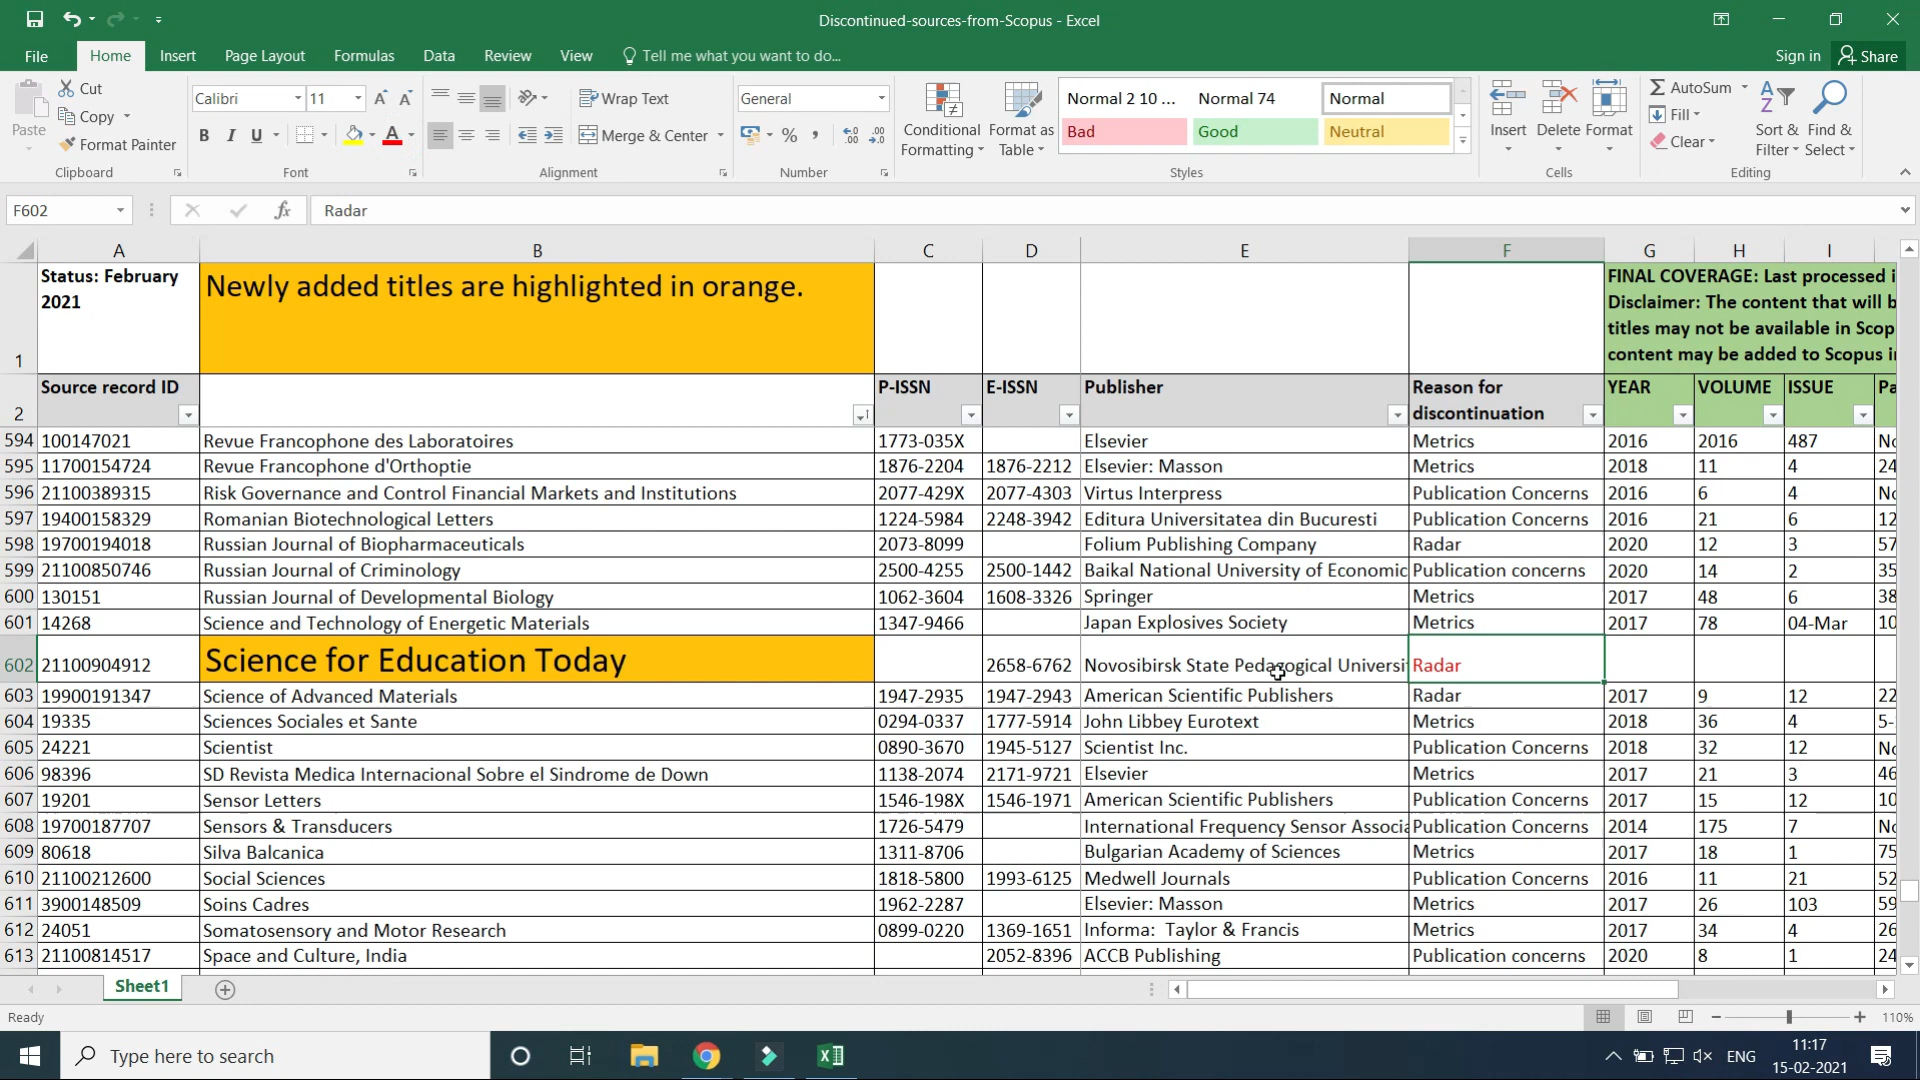 Discontinued-sources-from-Scopus - Excel
File Home Insert Page Layout Formulas Data Review View Tell me what you want to do... Sign in Share
Paste Cut Copy Format Painter
Calibri 11 B I U A A A
Wrap Text Merge & Center
General %
Conditional Formatting Format as Table
Normal 2 10 ... Normal 74 Normal
Bad Good Neutral
Insert Delete Format
AutoSum Fill Clear
Sort & Filter Find & Select
Clipboard Font Alignment Number Styles Cells Editing
F602 fx Radar
A B C D E F G H I
1 Status: February 2021 Newly added titles are highlighted in orange.
FINAL COVERAGE: Last processed i
Disclaimer: The content that will b
titles may not be available in Scop
content may be added to Scopus i
2 Source record ID P-ISSN E-ISSN Publisher Reason for discontinuation YEAR VOLUME ISSUE Pa
594 100147021 Revue Francophone des Laboratoires 1773-035X Elsevier Metrics 2016 2016 487 No
595 11700154724 Revue Francophone d'Orthoptie 1876-2204 1876-2212 Elsevier: Masson Metrics 2018 11 4 24
596 21100389315 Risk Governance and Control Financial Markets and Institutions 2077-429X 2077-4303 Virtus Interpress Publication Concerns 2016 6 4 No
597 19400158329 Romanian Biotechnological Letters 1224-5984 2248-3942 Editura Universitatea din Bucuresti Publication Concerns 2016 21 6 12
598 19700194018 Russian Journal of Biopharmaceuticals 2073-8099 Folium Publishing Company Radar 2020 12 3 57
599 21100850746 Russian Journal of Criminology 2500-4255 2500-1442 Baikal National University of Economic Publication concerns 2020 14 2 35
600 130151 Russian Journal of Developmental Biology 1062-3604 1608-3326 Springer Metrics 2017 48 6 38
601 14268 Science and Technology of Energetic Materials 1347-9466 Japan Explosives Society Metrics 2017 78 04-Mar 10
602 21100904912 Science for Education Today 2658-6762 Novosibirsk State Pedagogical Universi Radar
603 19900191347 Science of Advanced Materials 1947-2935 1947-2943 American Scientific Publishers Radar 2017 9 12 22
604 19335 Sciences Sociales et Sante 0294-0337 1777-5914 John Libbey Eurotext Metrics 2018 36 4 5-
605 24221 Scientist 0890-3670 1945-5127 Scientist Inc. Publication Concerns 2018 32 12 No
606 98396 SD Revista Medica Internacional Sobre el Sindrome de Down 1138-2074 2171-9721 Elsevier Metrics 2017 21 3 46
607 19201 Sensor Letters 1546-198X 1546-1971 American Scientific Publishers Publication Concerns 2017 15 12 10
608 19700187707 Sensors & Transducers 1726-5479 International Frequency Sensor Associa Publication Concerns 2014 175 7 No
609 80618 Silva Balcanica 1311-8706 Bulgarian Academy of Sciences Metrics 2017 18 1 75
610 21100212600 Social Sciences 1818-5800 1993-6125 Medwell Journals Publication Concerns 2016 11 21 52
611 3900148509 Soins Cadres 1962-2287 Elsevier: Masson Metrics 2017 26 103 59
612 24051 Somatosensory and Motor Research 0899-0220 1369-1651 Informa: Taylor & Francis Metrics 2017 34 4 26
613 21100814517 Space and Culture, India 2052-8396 ACCB Publishing Publication concerns 2020 8 1 24
Sheet1
Ready 110%
Type here to search ENG 11:17
15-02-2021